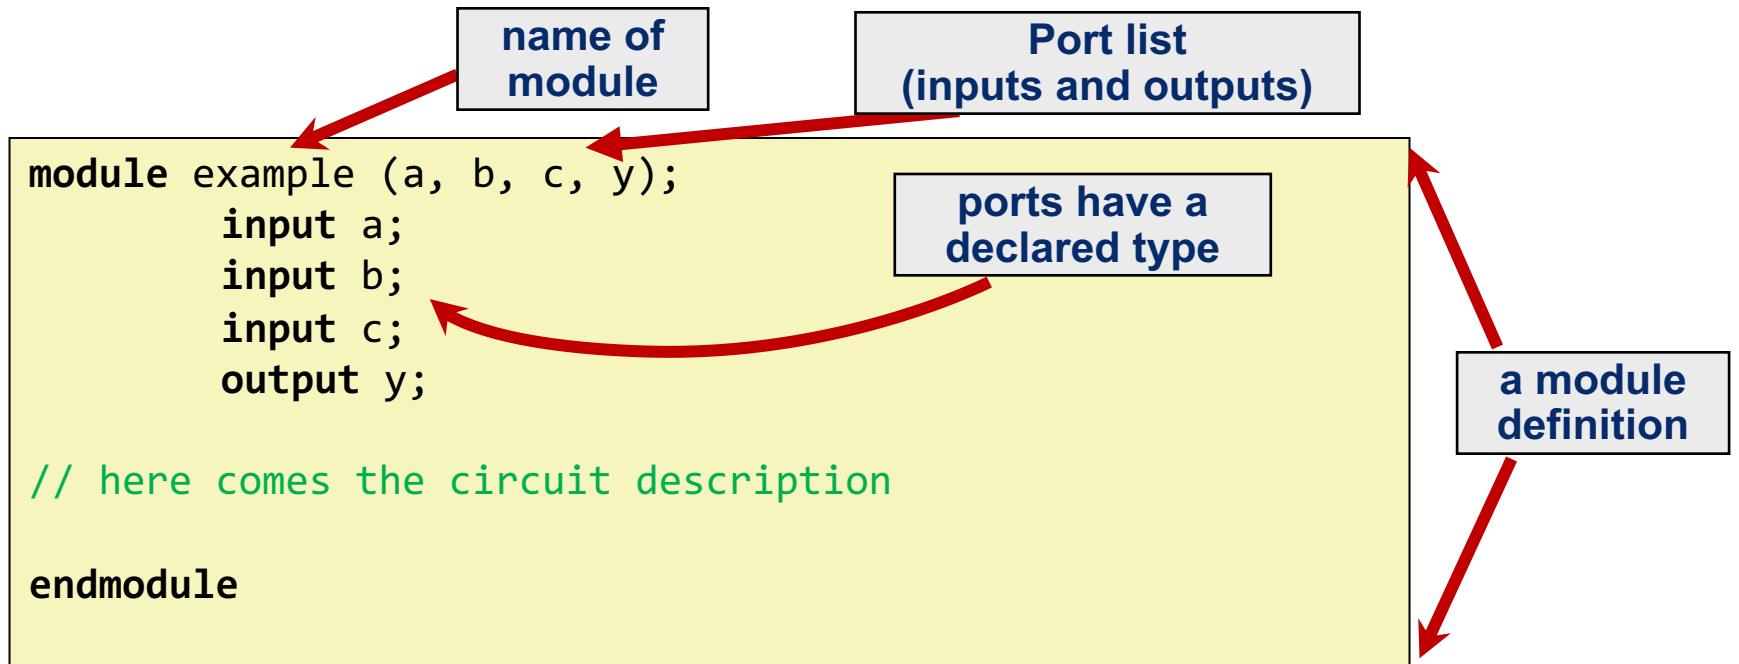 name of
module
Port list
(inputs and outputs)
module example (a, b, c, y);
input a;
input b;
input c;
output y;
ports have a
declared type
a module
definition
// here comes the circuit description
endmodule